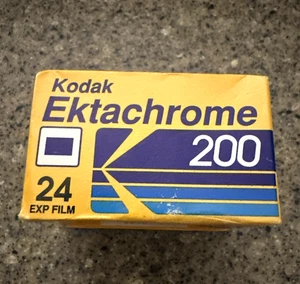 Kodak
Ektachrome
200
24
EXP FILM